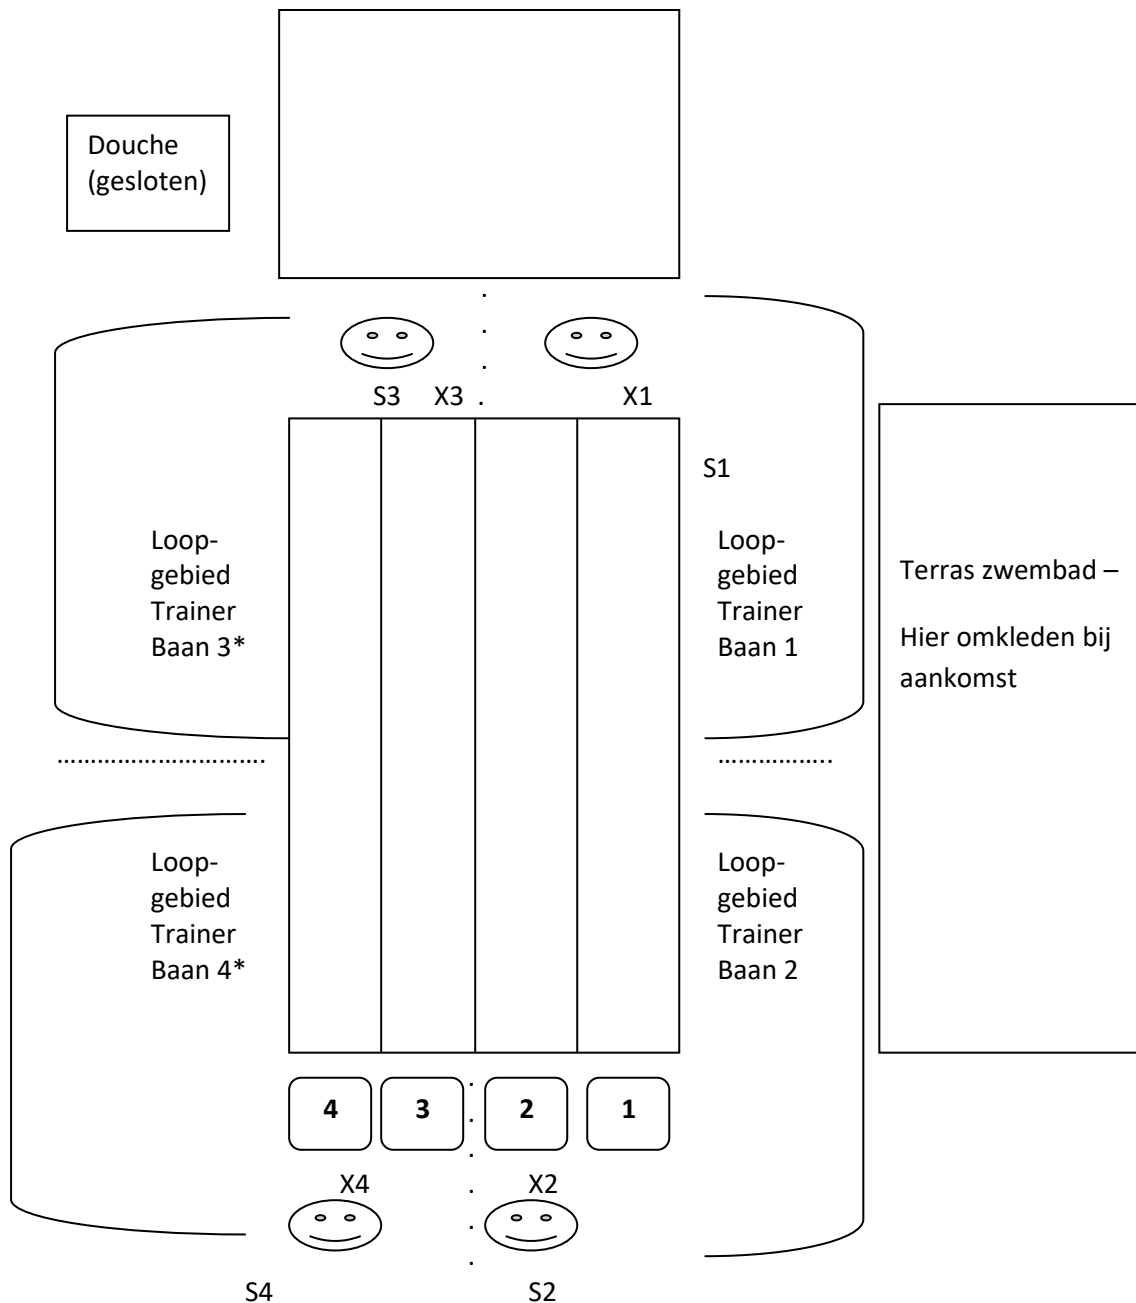 Douche
(gesloten)
S3 X3 X1
S1
Loop-
gebied
Trainer
Baan 3*
Loop-
gebied
Trainer
Baan 1
Terras zwembad –
Hier omkleden bij
aankomst
Loop-
gebied
Trainer
Baan 4*
Loop-
gebied
Trainer
Baan 2
4 3 2 1
X4 X2
S4 S2